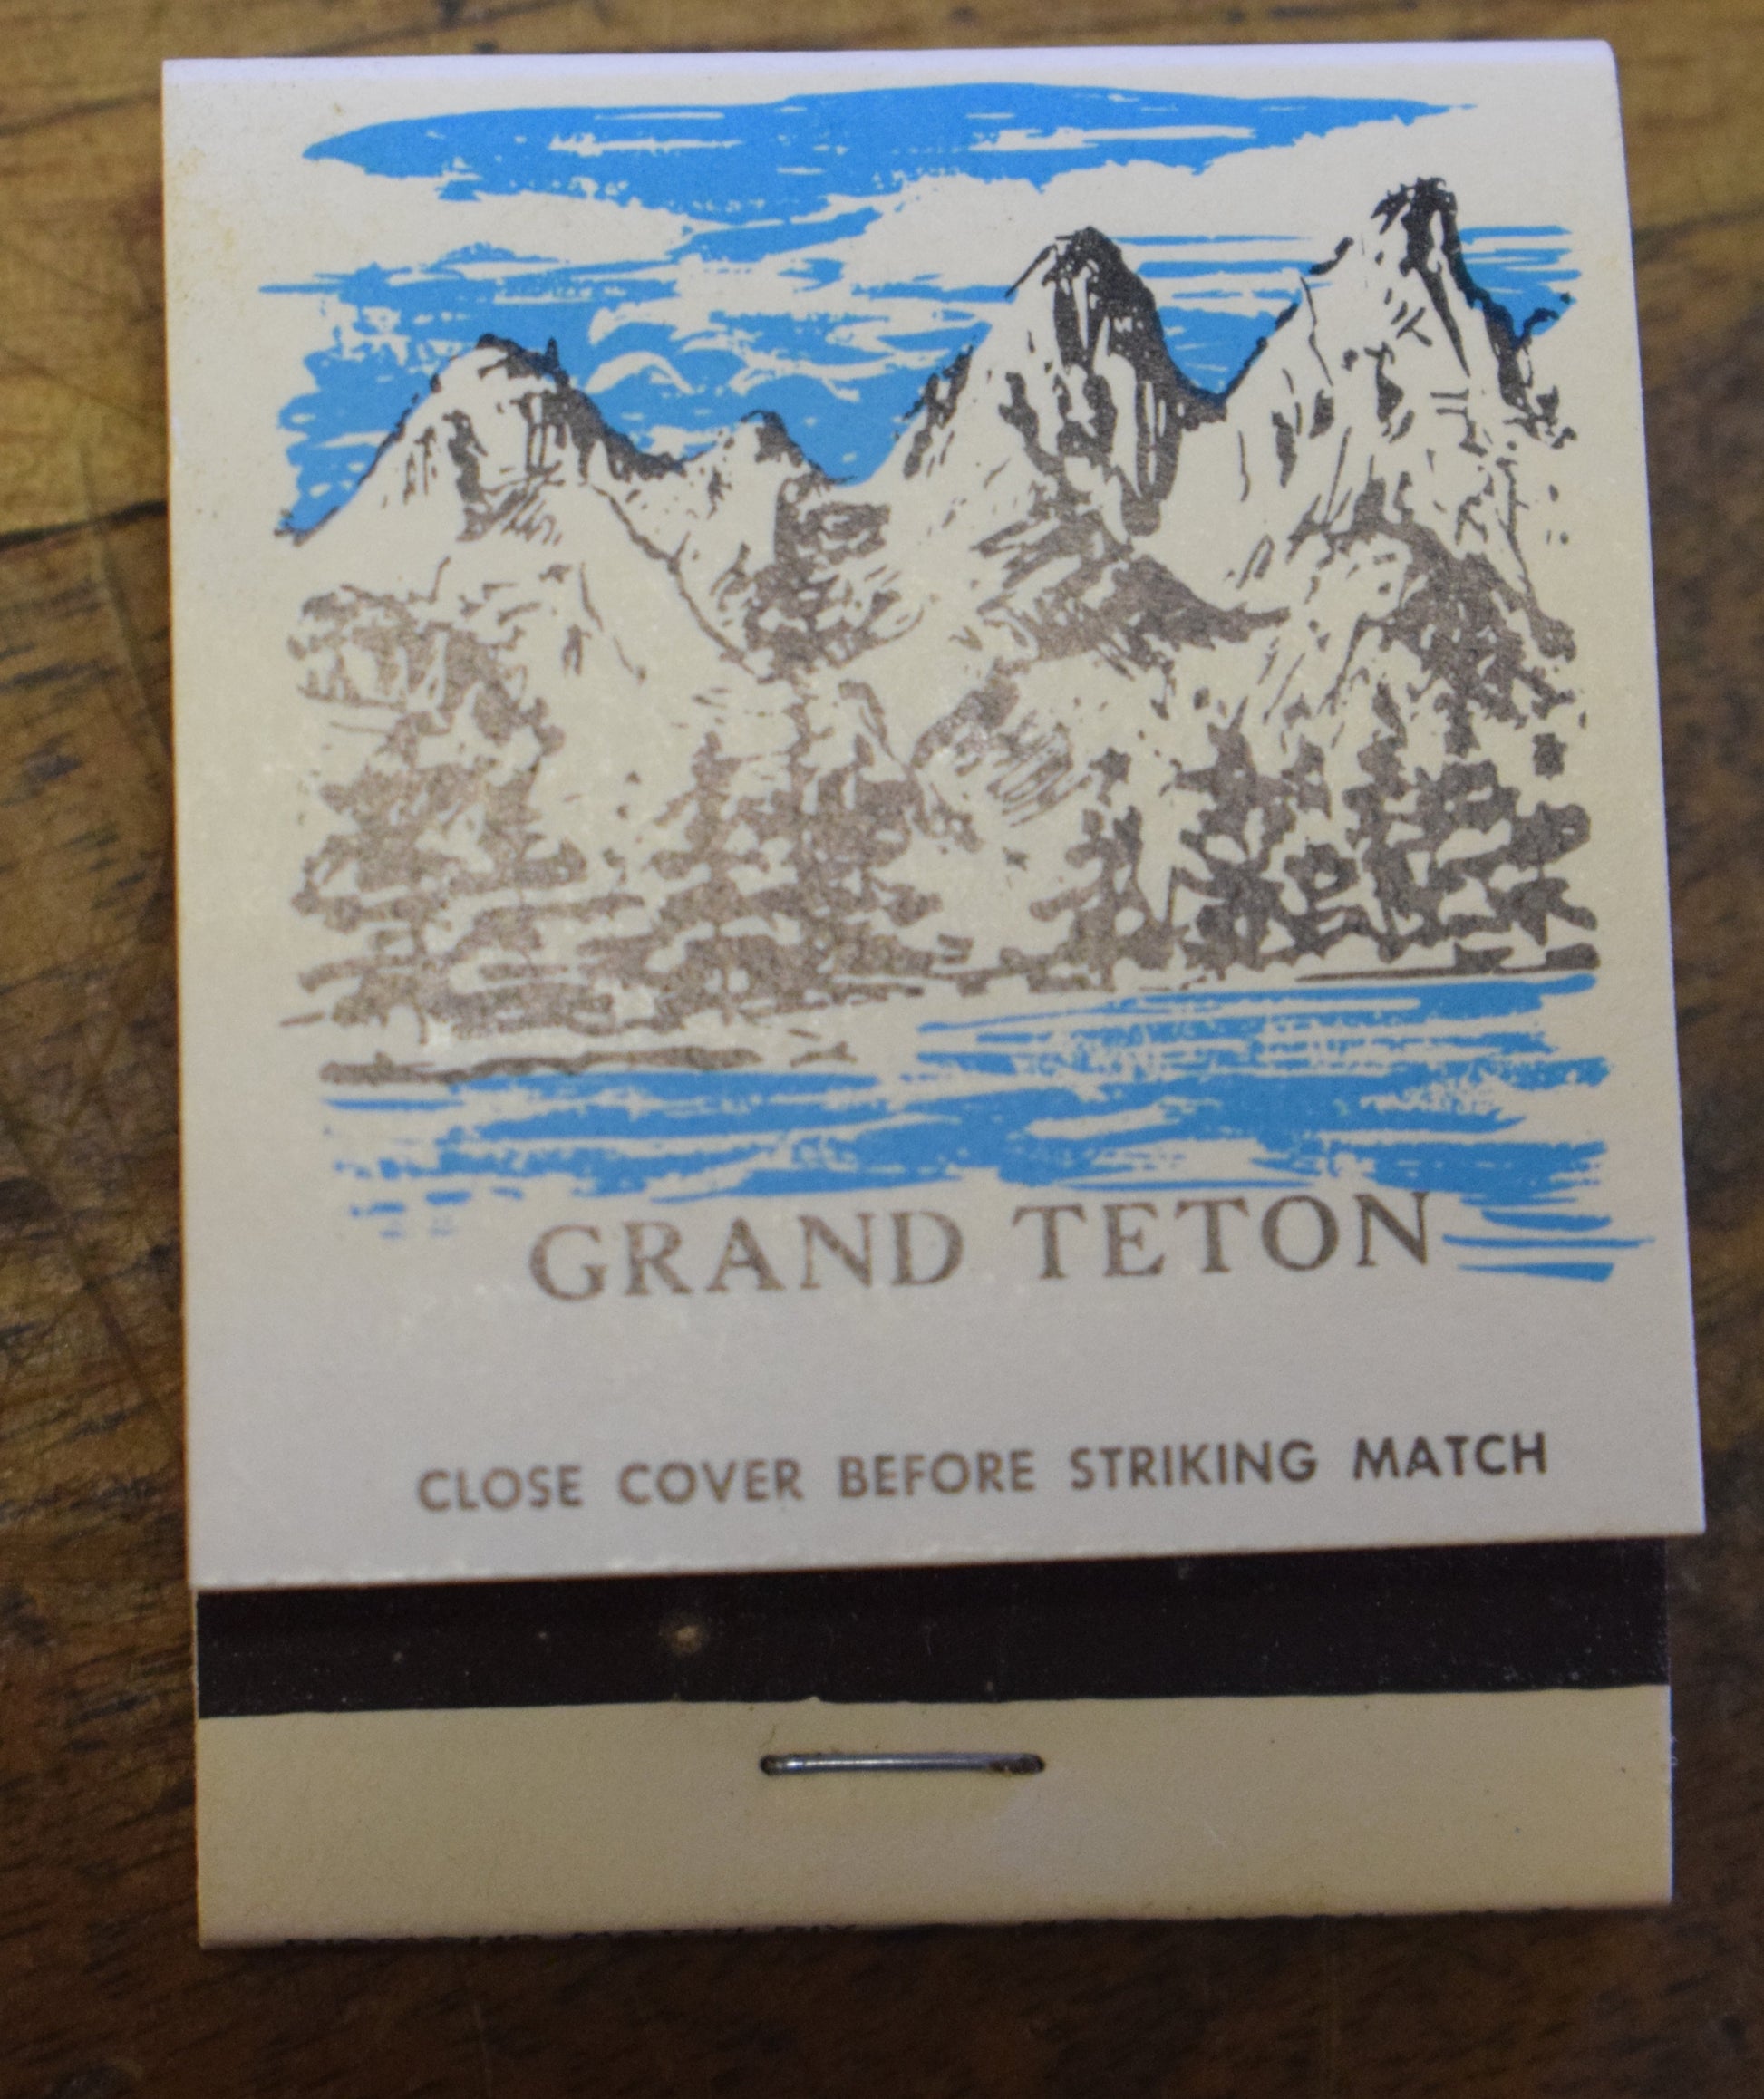 GRAND TETON
CLOSE COVER BEFORE STRIKING MATCH